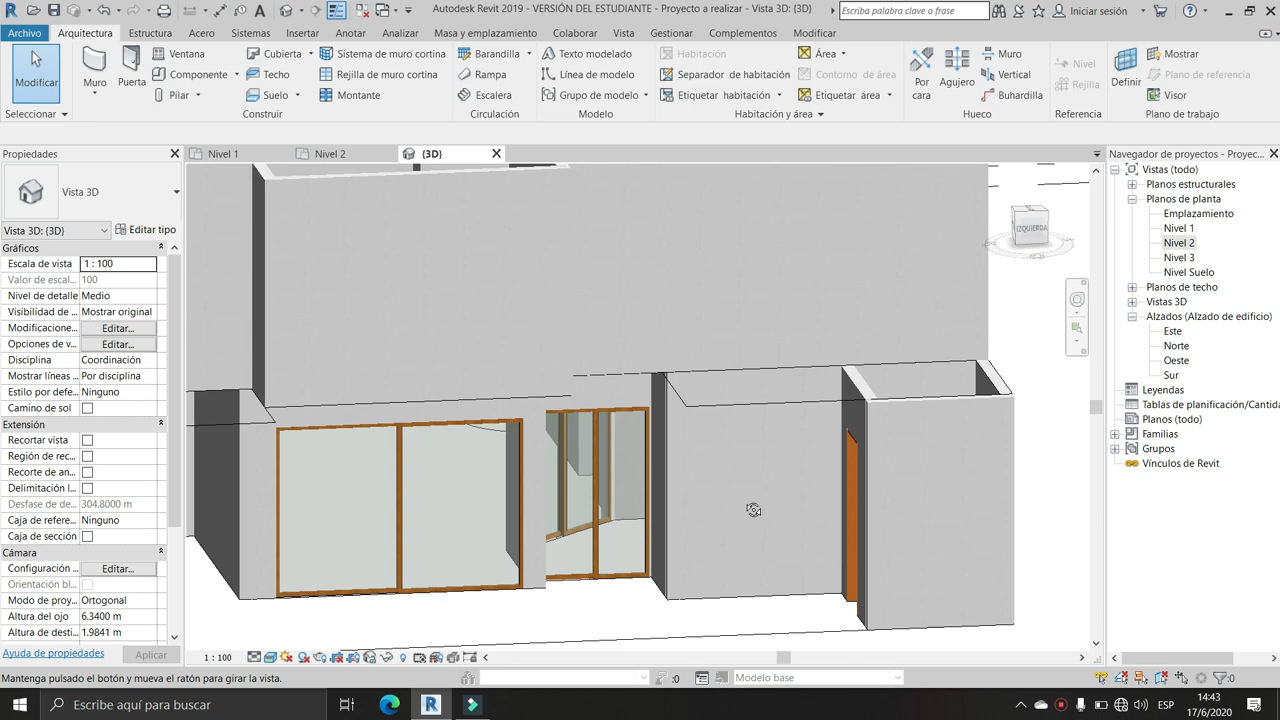 Autodesk Revit 2019 - VERSIÓN DEL ESTUDIANTE - Proyecto a realizar - Vista 3D: {3D}
Escriba palabra clave o frase
Iniciar sesión
Archivo
Arquitectura
Estructura
Acero
Sistemas
Insertar
Anotar
Analizar
Masa y emplazamiento
Colaborar
Vista
Gestionar
Complementos
Modificar
Modificar
Muro
Puerta
Ventana
Componente
Pilar
Cubierta
Techo
Suelo
Sistema de muro cortina
Rejilla de muro cortina
Barandilla
Rampa
Escalera
Texto modelado
Línea de modelo
Grupo de modelo
Habitación
Separador de habitación
Etiquetar habitación
Área
Contorno de área
Etiquetar área
Por cara
Agujero
Muro
Vertical
Buhardilla
Nivel
Rejilla
Definir
Mostrar
Plano de referencia
Visor
Seleccionar
Construir
Circulación
Modelo
Habitación y área
Hueco
Referencia
Plano de trabajo
Propiedades
Nivel 1
Nivel 2
{3D}
Navegador de proyectos - Proyec...
Vista 3D
Vista 3D: {3D}
Editar tipo
Gráficos
Escala de vista 1 : 100
Valor de escal... 100
Nivel de detalle Medio
Visibilidad de ... Mostrar original
Modificacione... Editar...
Opciones de v... Editar...
Disciplina Coordinación
Mostrar líneas ... Por disciplina
Estilo por defe... Ninguno
Camino de sol
Extensión
Recortar vista
Región de rec...
Recorte de an...
Delimitación l...
Desfase de de... 304.8000 m
Caja de refere... Ninguno
Caja de sección
Cámara
Configuración ... Editar...
Orientación bl...
Modo de proy... Ortogonal
Altura del ojo 6.3400 m
Altura de desti... 1.9841 m
Ayuda de propiedades
Aplicar
IZQUIERDA
Vistas (todo)
Planos estructurales
Planos de planta
Emplazamiento
Nivel 1
Nivel 2
Nivel 3
Nivel Suelo
Planos de techo
Vistas 3D
Alzados (Alzado de edificio)
Este
Norte
Oeste
Sur
Leyendas
Tablas de planificación/Cantida
Planos (todo)
Familias
Grupos
Vínculos de Revit
1 : 100
Mantenga pulsado el botón y mueva el ratón para girar la vista.
:0
Modelo base
:0
Escribe aquí para buscar
ESP
14:43
17/6/2020